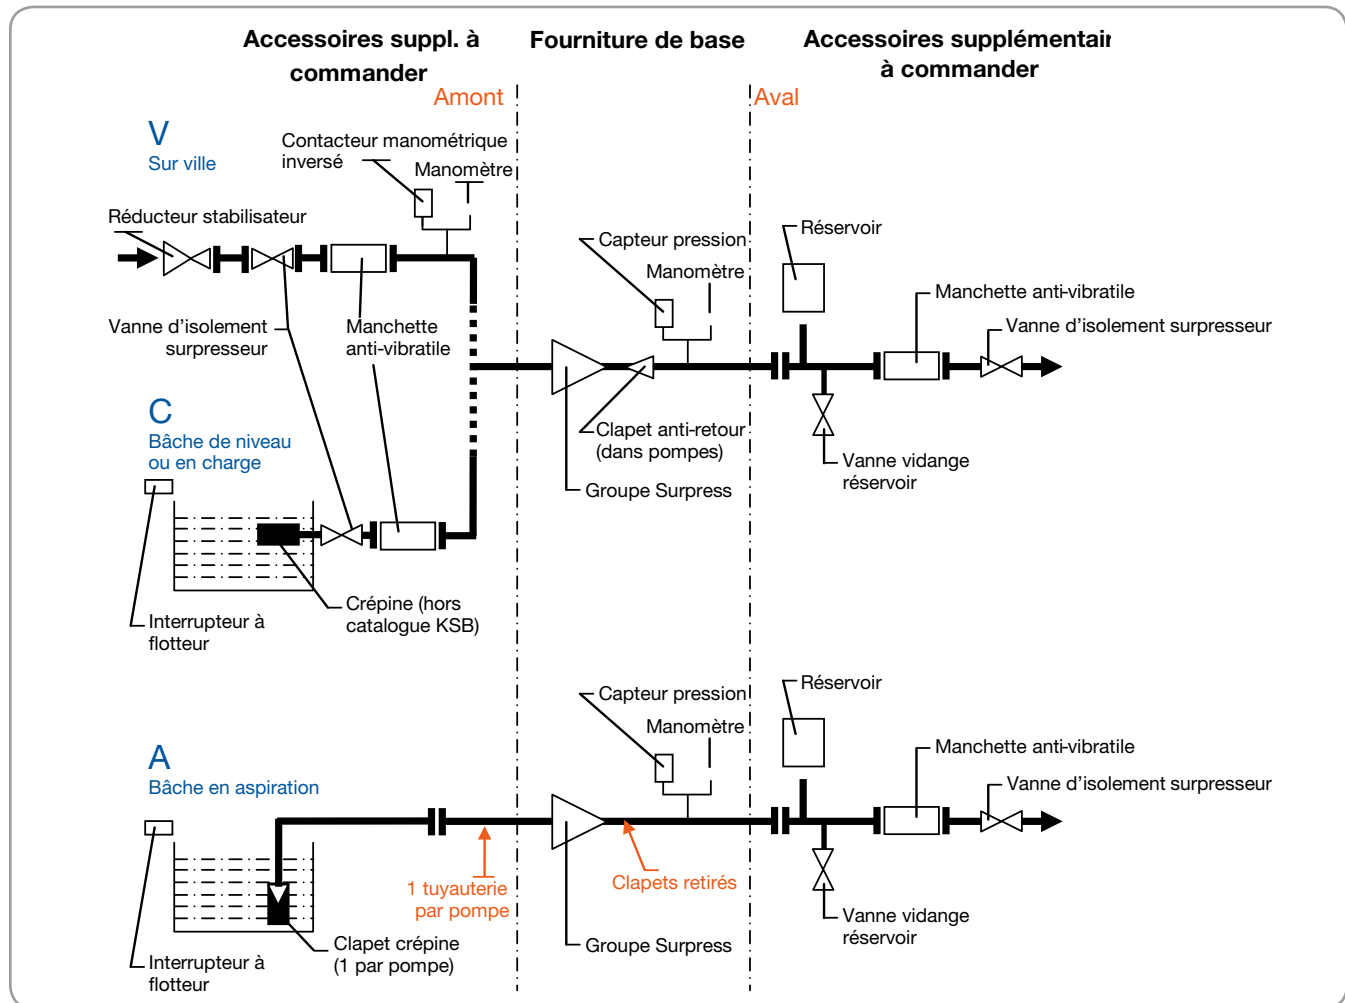 Accessoires suppl. à
commander
Fourniture de base
Accessoires supplémentair
à commander
Amont
Aval
V
Sur ville
Contacteur manométrique
inversé
Manomètre
Réducteur stabilisateur
Capteur pression
Manomètre
Réservoir
Manchette anti-vibratile
Vanne d'isolement surpresseur
Vanne d'isolement
surpresseur
Manchette
anti-vibratile
C
Bâche de niveau
ou en charge
Clapet anti-retour
(dans pompes)
Groupe Surpress
Vanne vidange
réservoir
Crépine (hors
catalogue KSB)
Interrupteur à
flotteur
A
Bâche en aspiration
Capteur pression
Manomètre
Réservoir
Manchette anti-vibratile
Vanne d'isolement surpresseur
1 tuyauterie
par pompe
Clapets retirés
Groupe Surpress
Vanne vidange
réservoir
Clapet crépine
(1 par pompe)
Interrupteur à
flotteur